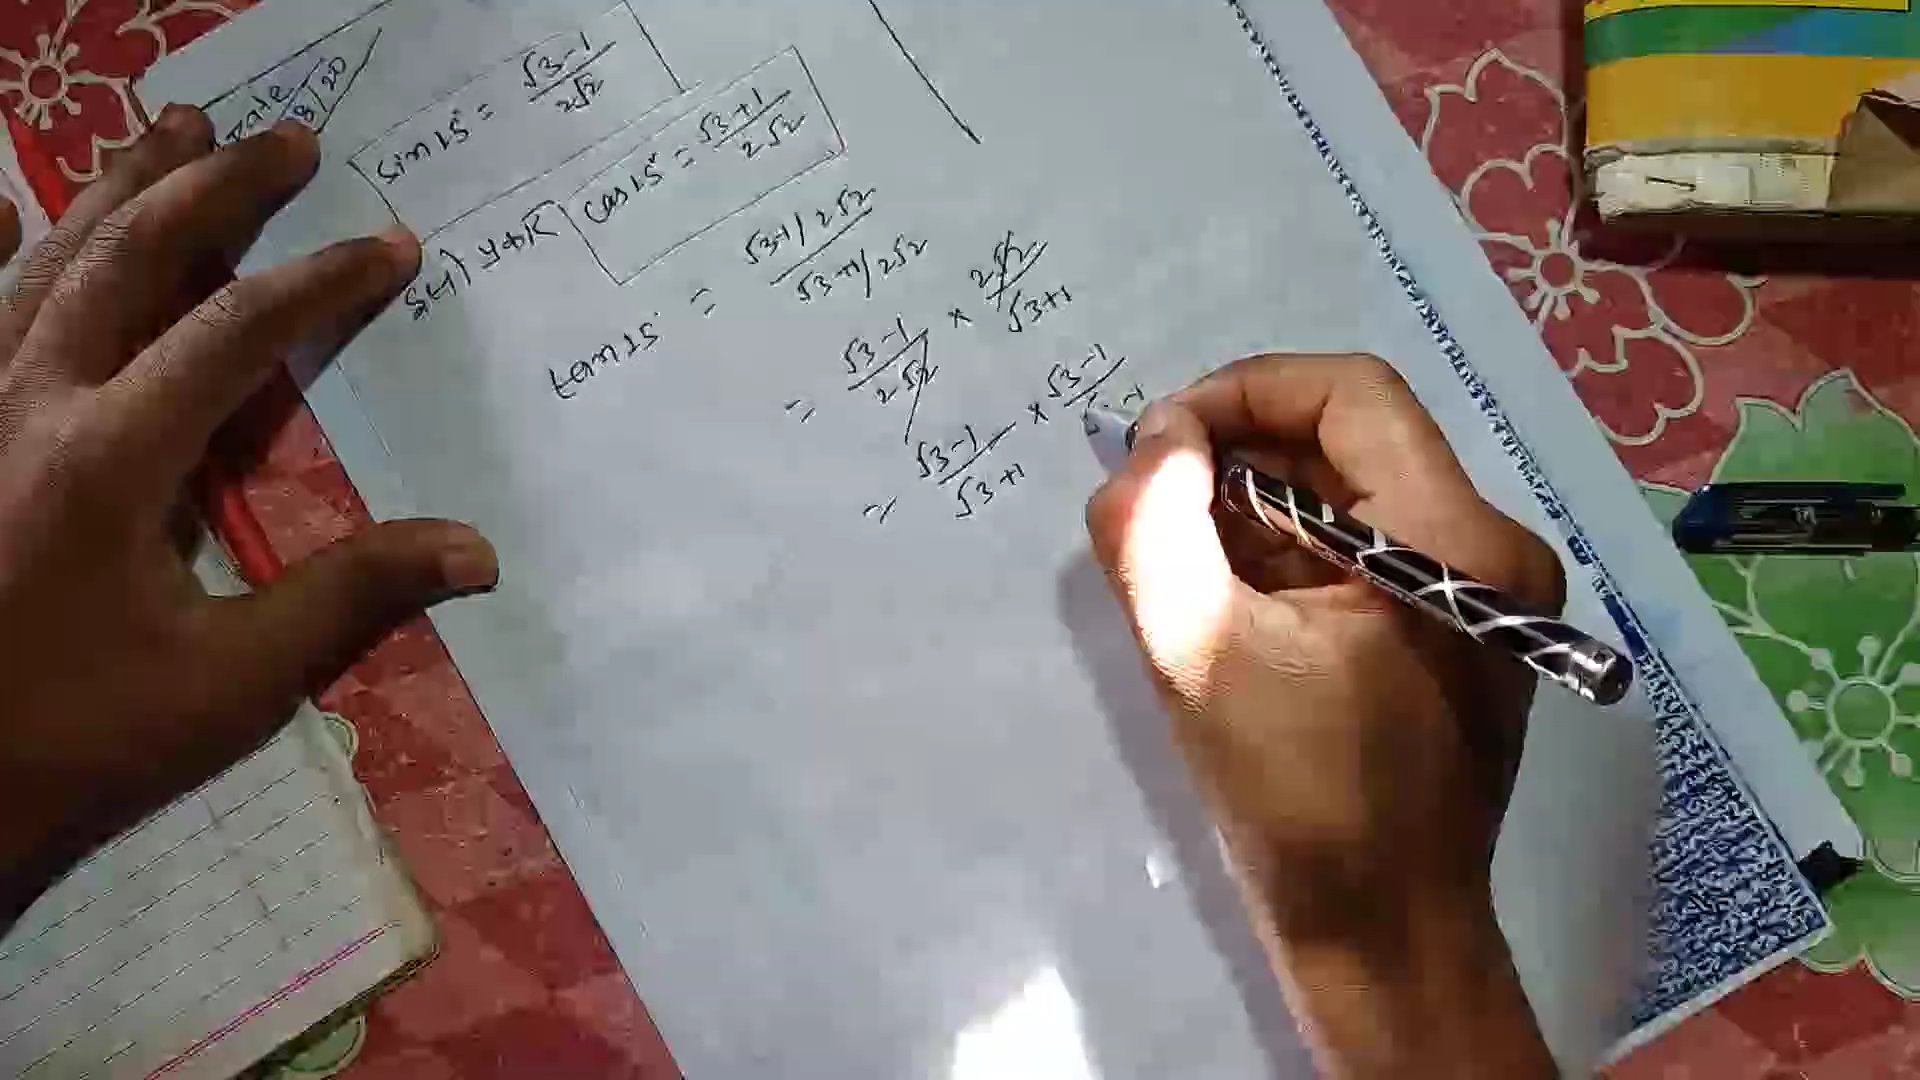 Date
8/20
sin 15° = √3-1/2√2
cos 15° = √3+1/2√2
tan 15° = √3-1/2√2 / √3+1/2√2
= √3-1/2√2 × 2√2/√3+1
= √3-1/√3+1 × √3-1/